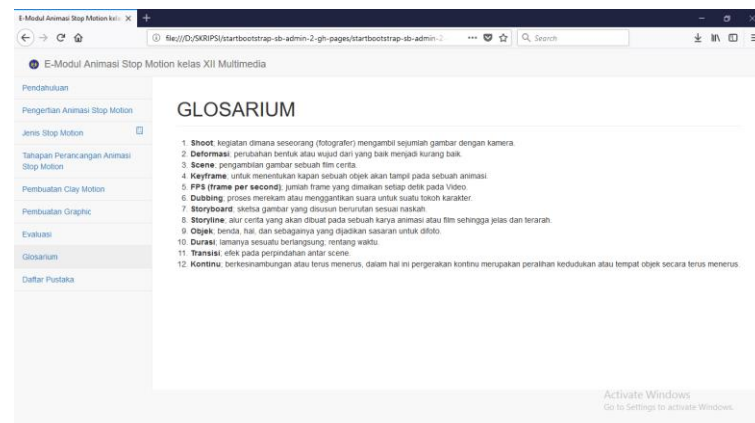 E-Modul Animasi Stop Motion kela
file:///D:/SKRIPSI/startbootstrap-sb-admin-2-gh-pages/startbootstrap-sb-admin-2
Search
E-Modul Animasi Stop Motion kelas XII Multimedia
Pendahuluan
Pengertian Animasi Stop Motion
Jenis Stop Motion
Tahapan Perancangan Animasi
Stop Motion
Pembuatan Clay Motion
Pembuatan Graphic
Evaluasi
Glosarium
Daftar Pustaka
GLOSARIUM
1. Shoot; kegiatan dimana seseorang (fotografer) mengambil sejumlah gambar dengan kamera.
2. Deformasi; perubahan bentuk atau wujud dari yang baik menjadi kurang baik.
3. Scene; pengambilan gambar sebuah film cerita.
4. Keyframe; untuk menentukan kapan sebuah objek akan tampil pada sebuah animasi.
5. FPS (frame per second); jumlah frame yang dimaikan setiap detik pada Video.
6. Dubbing; proses merekam atau menggantikan suara untuk suatu tokoh karakter.
7. Storyboard; sketsa gambar yang disusun berurutan sesuai naskah.
8. Storyline; alur cerita yang akan dibuat pada sebuah karya animasi atau film sehingga jelas dan terarah.
9. Objek; benda, hal, dan sebagainya yang dijadikan sasaran untuk difoto.
10. Durasi; lamanya sesuatu berlangsung, rentang waktu.
11. Transisi; efek pada perpindahan antar scene.
12. Kontinu; berkesinambungan atau terus menerus, dalam hal ini pergerakan kontinu merupakan peralihan kedudukan atau tempat objek secara terus menerus.
Activate Windows
Go to Settings to activate Windows.